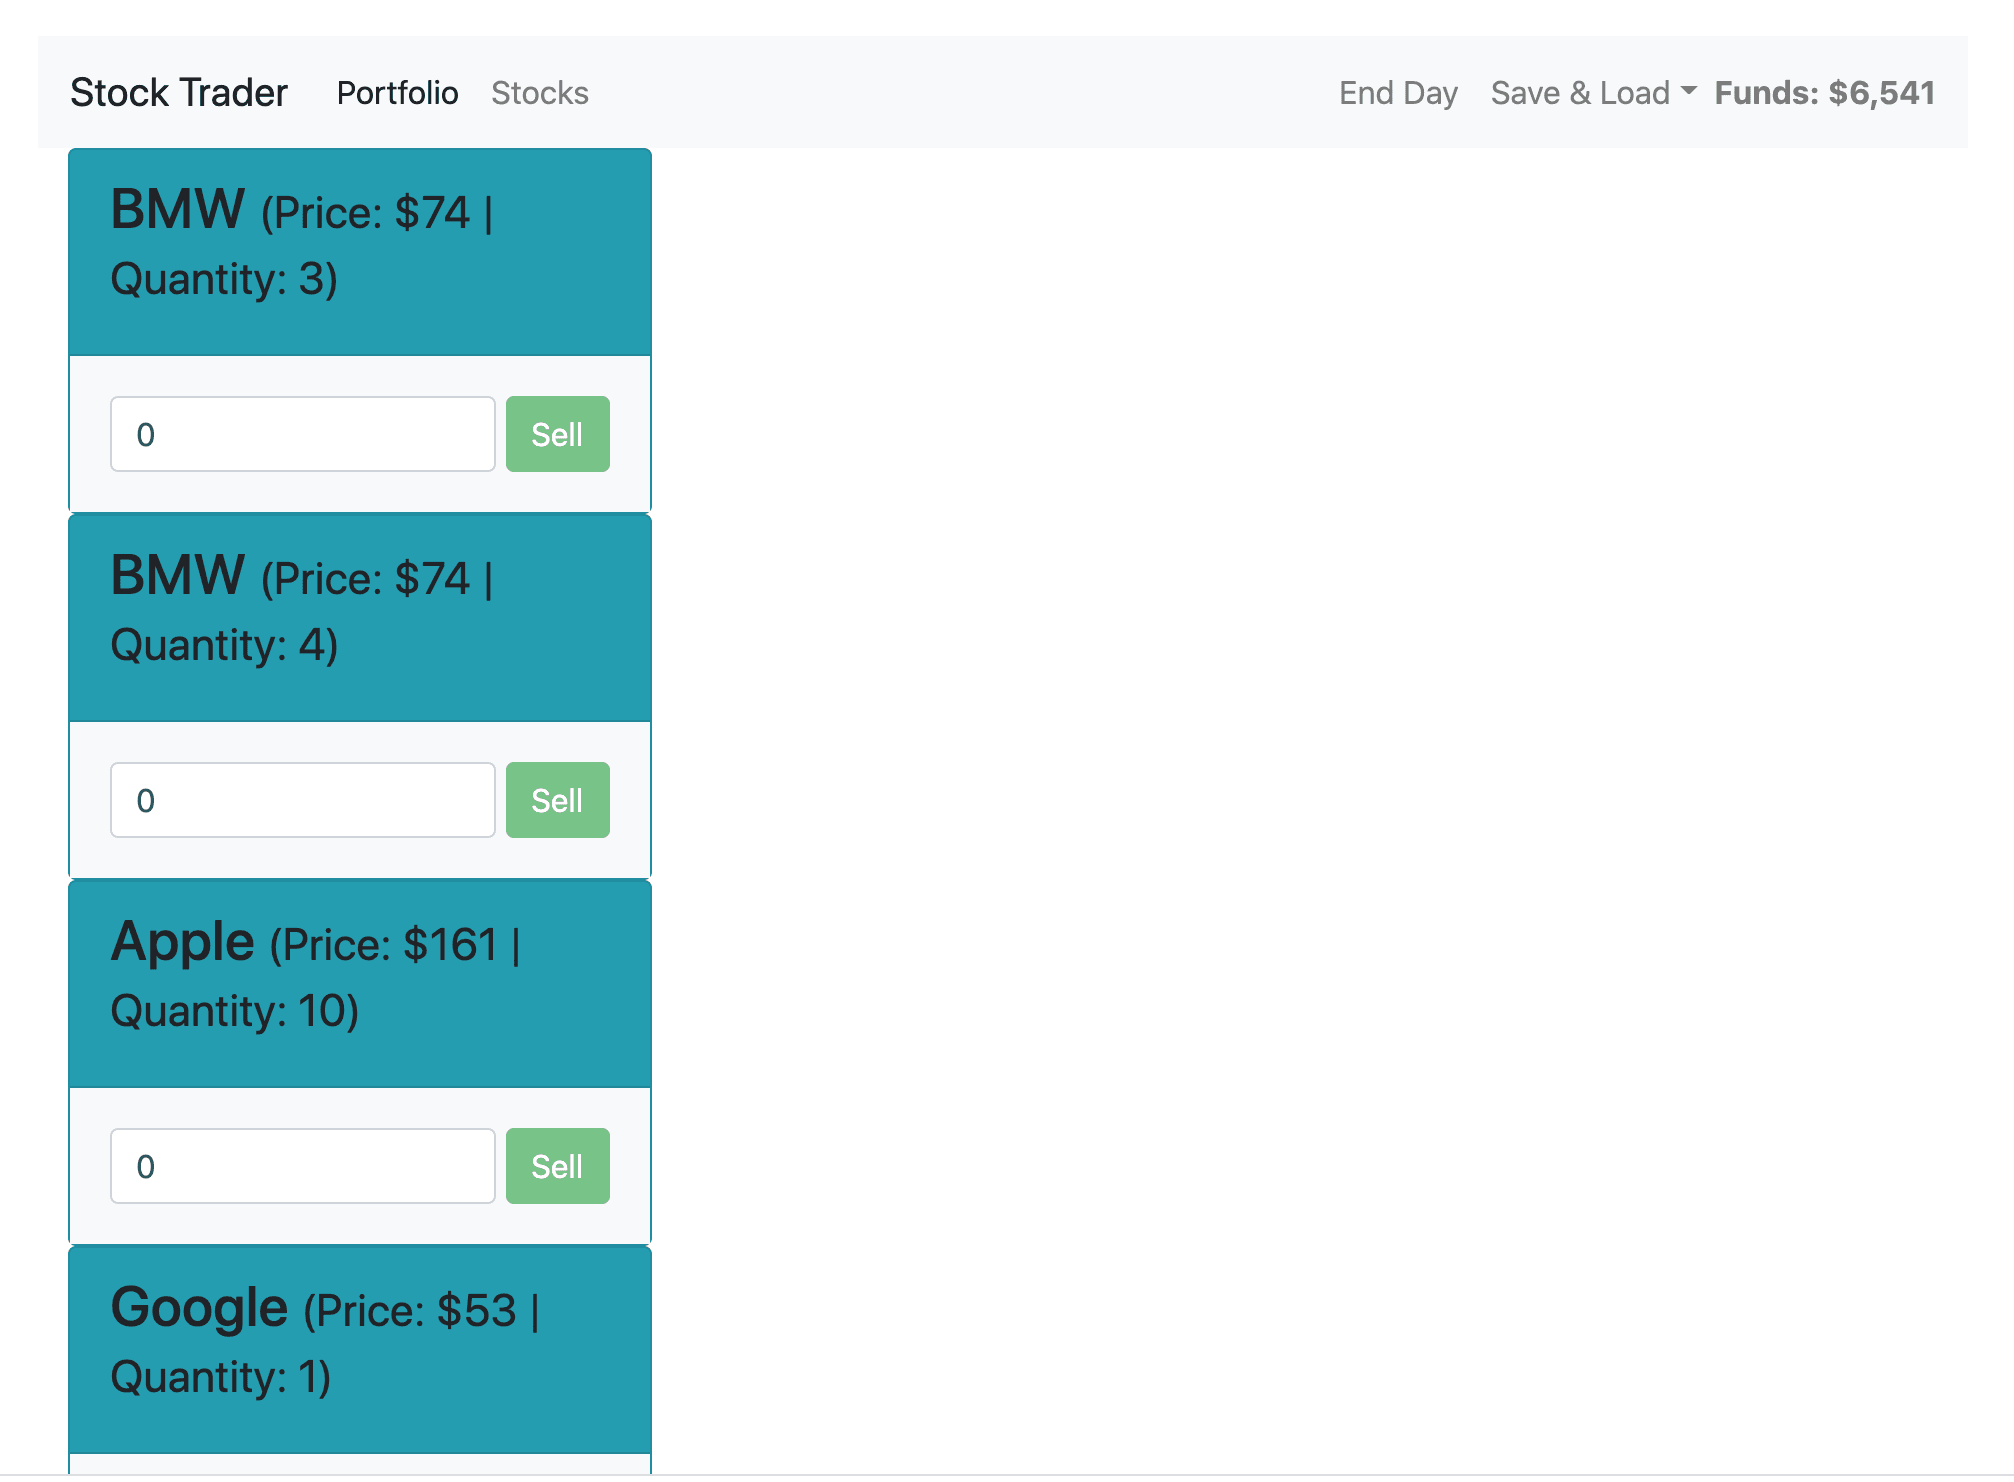 Stock Trader Portfolio Stocks End Day Save & Load Funds: $6,541
BMW (Price: $74 |
Quantity: 3)
0 Sell
BMW (Price: $74 |
Quantity: 4)
0 Sell
Apple (Price: $161 |
Quantity: 10)
0 Sell
Google (Price: $53 |
Quantity: 1)